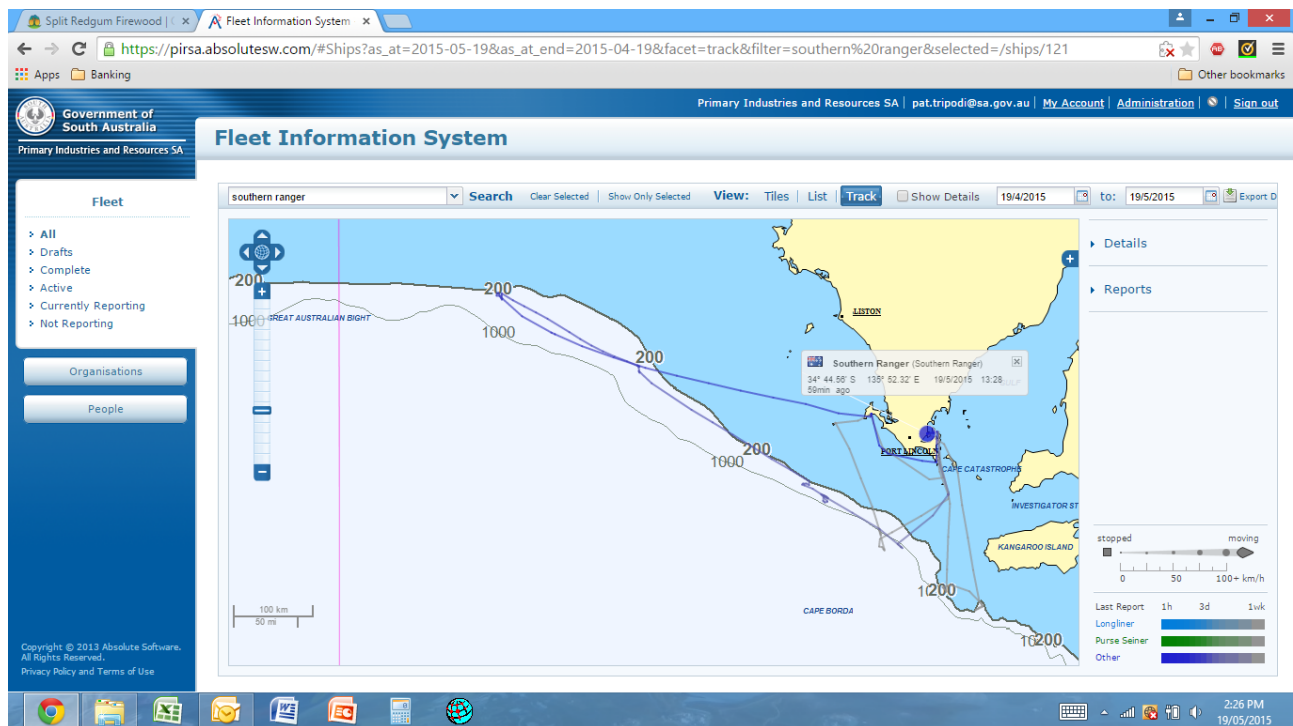 Split Redgum Firewood | (
Fleet Information System
https://pirsa.absolutesw.com/#Ships?as_at=2015-05-19&as_at_end=2015-04-19&facet=track&filter=southern%20ranger&selected=/ships/121
Apps Banking Other bookmarks
Primary Industries and Resources SA | pat.tripodi@sa.gov.au | My Account | Administration | Sign out
Government of
South Australia
Primary Industries and Resources SA
Fleet Information System
southern ranger Search Clear Selected | Show Only Selected View: Tiles | List | Track Show Details 19/4/2015 to: 19/5/2015 Export D
Fleet
All
Drafts
Complete
Active
Currently Reporting
Not Reporting
Organisations
People
Details
Reports
200
200
1000
GREAT AUSTRALIAN BIGHT
1000
LISTON
200
Southern Ranger (Southern Ranger)
34° 44.56' S 135° 52.32' E 19/5/2015 13:28
59min ago
200
1000
PORT LINCOLN
CAPE CATASTROPHE
INVESTIGATOR ST
KANGAROO ISLAND
200
CAPE BORDA
200
100 km
50 mi
stopped moving
0 50 100+ km/h
Last Report 1h 3d 1wk
Longliner
Purse Seiner
Other
Copyright © 2013 Absolute Software.
All Rights Reserved.
Privacy Policy and Terms of Use
2:26 PM
19/05/2015